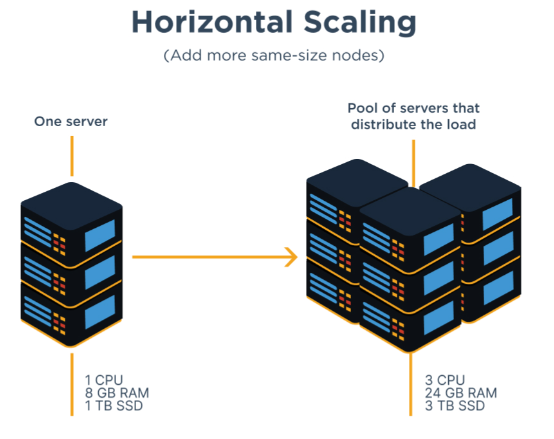 Horizontal Scaling
(Add more same-size nodes)
One server
Pool of servers that
distribute the load
1 CPU
8 GB RAM
1 TB SSD
3 CPU
24 GB RAM
3 TB SSD